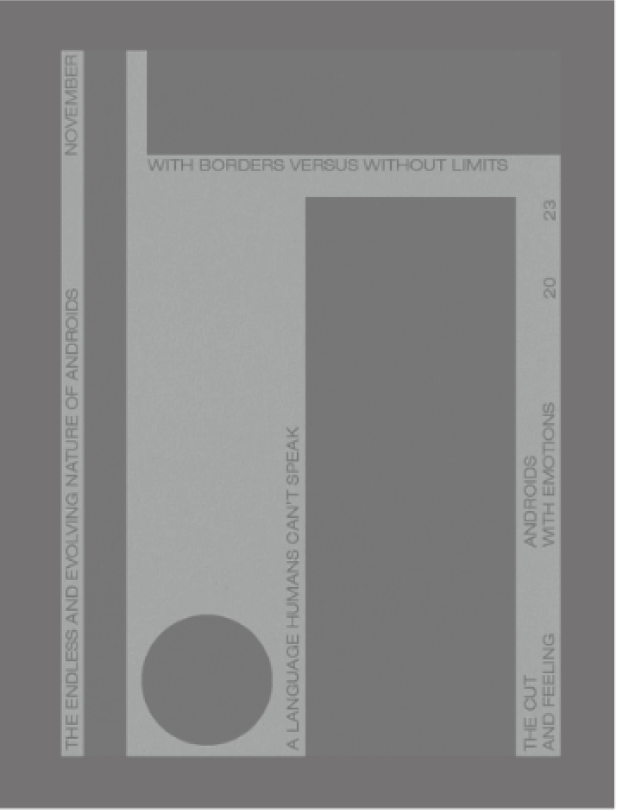 THE ENDLESS AND EVOLVING NATURE OF ANDROIDS NOVEMBER
WITH BORDERS VERSUS WITHOUT LIMITS
A LANGUAGE HUMANS CAN'T SPEAK
THE CUT ANDROIDS
AND FEELING WITH EMOTIONS 20 23